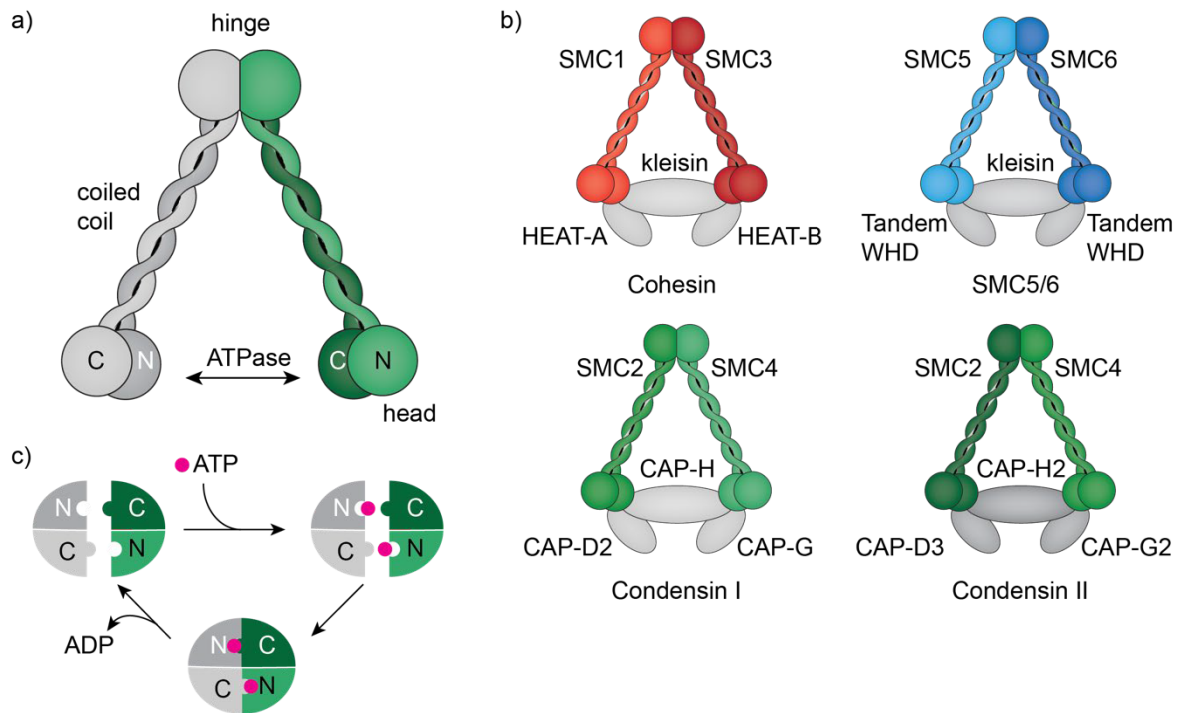 a)
hinge
coiled
coil
C
N
ATPase
C
N
head
b)
SMC1
SMC3
kleisin
HEAT-A
HEAT-B
Cohesin
SMC5
SMC6
kleisin
Tandem
WHD
Tandem
WHD
SMC5/6
SMC2
SMC4
CAP-H
CAP-D2
CAP-G
Condensin I
SMC2
SMC4
CAP-H2
CAP-D3
CAP-G2
Condensin II
c)
ATP
N
C
C
N
N
C
C
N
ADP
N
C
C
N